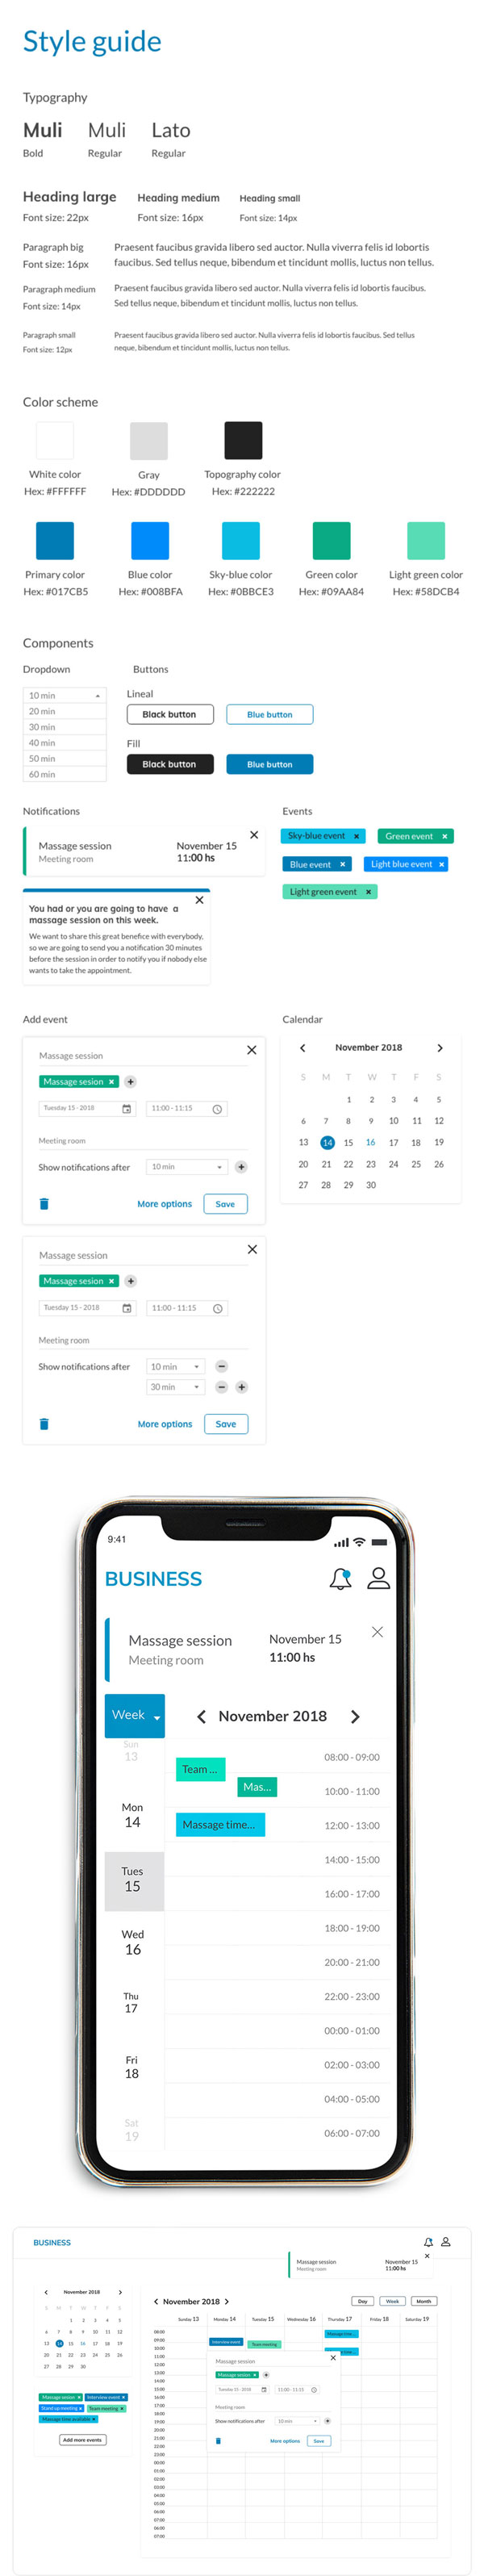 Style guide
Typography
Muli Muli Lato
Bold Regular Regular
Heading large Heading medium Heading small
Font size: 22px Font size: 16px Font size: 14px
Paragraph big Praesent faucibus gravida libero sed auctor. Nulla viverra felis id lobortis
Font size: 16px faucibus. Sed tellus neque, bibendum et tincidunt mollis, luctus non tellus.
Paragraph medium Praesent faucibus gravida libero sed auctor. Nulla viverra felis id lobortis faucibus.
Font size: 14px Sed tellus neque, bibendum et tincidunt mollis, luctus non tellus.
Paragraph small Praesent faucibus gravida libero sed auctor. Nulla viverra felis id lobortis faucibus. Sed tellus
Font size: 12px neque, bibendum et tincidunt mollis, luctus non tellus.
Color scheme
White color Gray Topography color
Hex: #FFFFFF Hex: #DDDDDD Hex: #222222
Primary color Blue color Sky-blue color Green color Light green color
Hex: #017CB5 Hex: #008BFA Hex: #0BBCE3 Hex: #09AA84 Hex: #58DCB4
Components
Dropdown Buttons
10 min
20 min
30 min
40 min
50 min
60 min
Lineal
Black button Blue button
Fill
Black button Blue button
Notifications
Massage session November 15
Meeting room 11:00 hs
You had or you are going to have a
massage session on this week.
We want to share this great benefice with everybody,
so we are going to send you a notification 30 minutes
before the session in order to notify you if nobody else
wants to take the appointment.
Events
Sky-blue event × Green event ×
Blue event × Light blue event ×
Light green event ×
Add event
Massage session
Massage sesion × +
Tuesday 15 - 2018 11:00 - 11:15
Meeting room
Show notifications after 10 min +
More options Save
Calendar
November 2018
S M T W T F S
1 2 3 4 5
6 7 8 9 10 11 12
13 14 15 16 17 18 19
20 21 22 23 24 25 26
27 28 29 30
Massage session
Massage sesion × +
Tuesday 15 - 2018 11:00 - 11:15
Meeting room
Show notifications after 10 min −
30 min − +
More options Save
9:41
BUSINESS
Massage session November 15
Meeting room 11:00 hs
Week November 2018
Sun
13
Mon
14
Tues
15
Wed
16
Thu
17
Fri
18
Sat
19
Team ...
Mas...
Massage time...
08:00 - 09:00
10:00 - 11:00
12:00 - 13:00
14:00 - 15:00
16:00 - 17:00
18:00 - 19:00
20:00 - 21:00
22:00 - 23:00
00:00 - 01:00
02:00 - 03:00
04:00 - 05:00
06:00 - 07:00
BUSINESS
Massage session November 15
Meeting room 11:00 hs
November 2018
S M T W T F S
1 2 3 4 5
6 7 8 9 10 11 12
13 14 15 16 17 18 19
20 21 22 23 24 25 26
27 28 29 30
Massage sesion × Interview event ×
Stand up meeting × Team meeting ×
Massage time available ×
Add more events
November 2018 Day Week Month
Sunday 13 Monday 14 Tuesday 15 Wednesday 16 Thursday 17 Friday 18 Saturday 19
08:00
09:00
10:00
11:00
12:00
13:00
14:00
15:00
16:00
17:00
18:00
19:00
20:00
21:00
22:00
23:00
00:00
01:00
02:00
03:00
04:00
05:00
06:00
Interview event
Team meeting
Massage session
Massage sesion × +
Tuesday 15 - 2018 11:00 - 11:15
Meeting room
Show notifications after 10 min +
More options Save